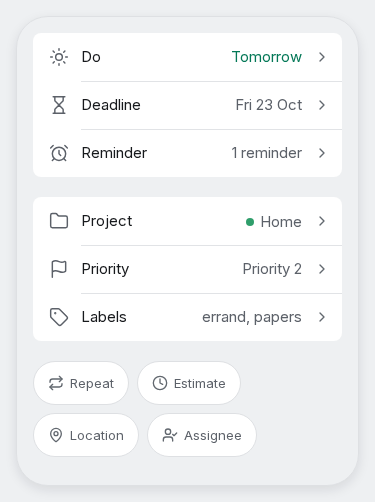 Do Tomorrow
Deadline Fri 23 Oct
Reminder 1 reminder
Project Home
Priority Priority 2
Labels errand, papers
Repeat Estimate
Location Assignee